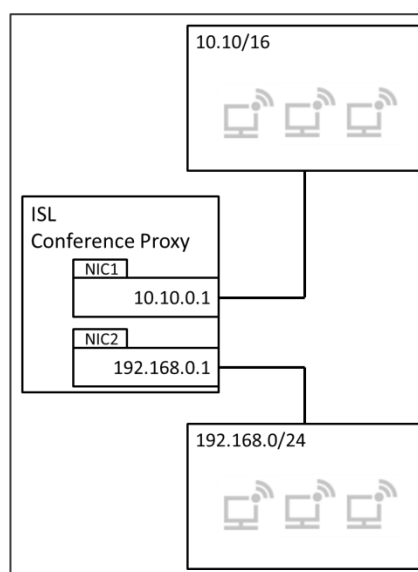 10.10/16
ISL
Conference Proxy
NIC1
10.10.0.1
NIC2
192.168.0.1
192.168.0/24